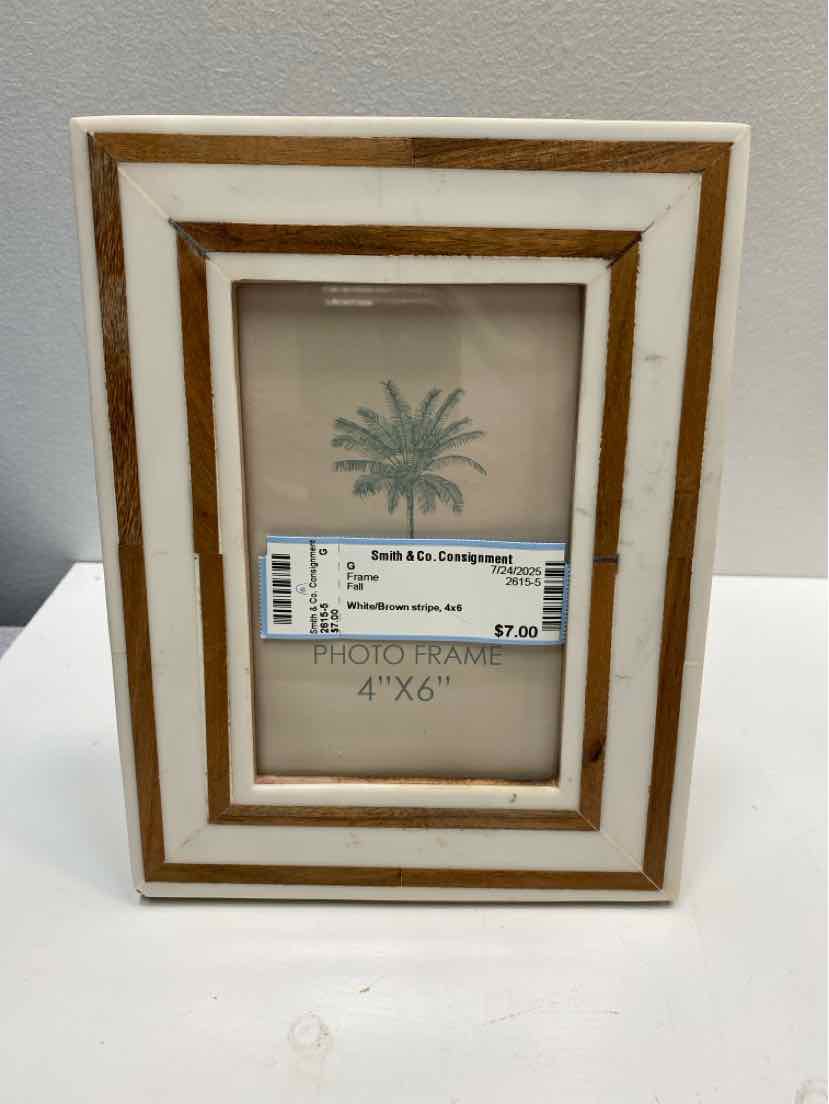 Smith & Co. Consignment
G
7/24/2025
Frame
2615-5
Fall
White/Brown stripe, 4x6
$7.00
Smith & Co. Consignment
G
2615-5
$7.00
PHOTO FRAME
4"X6"